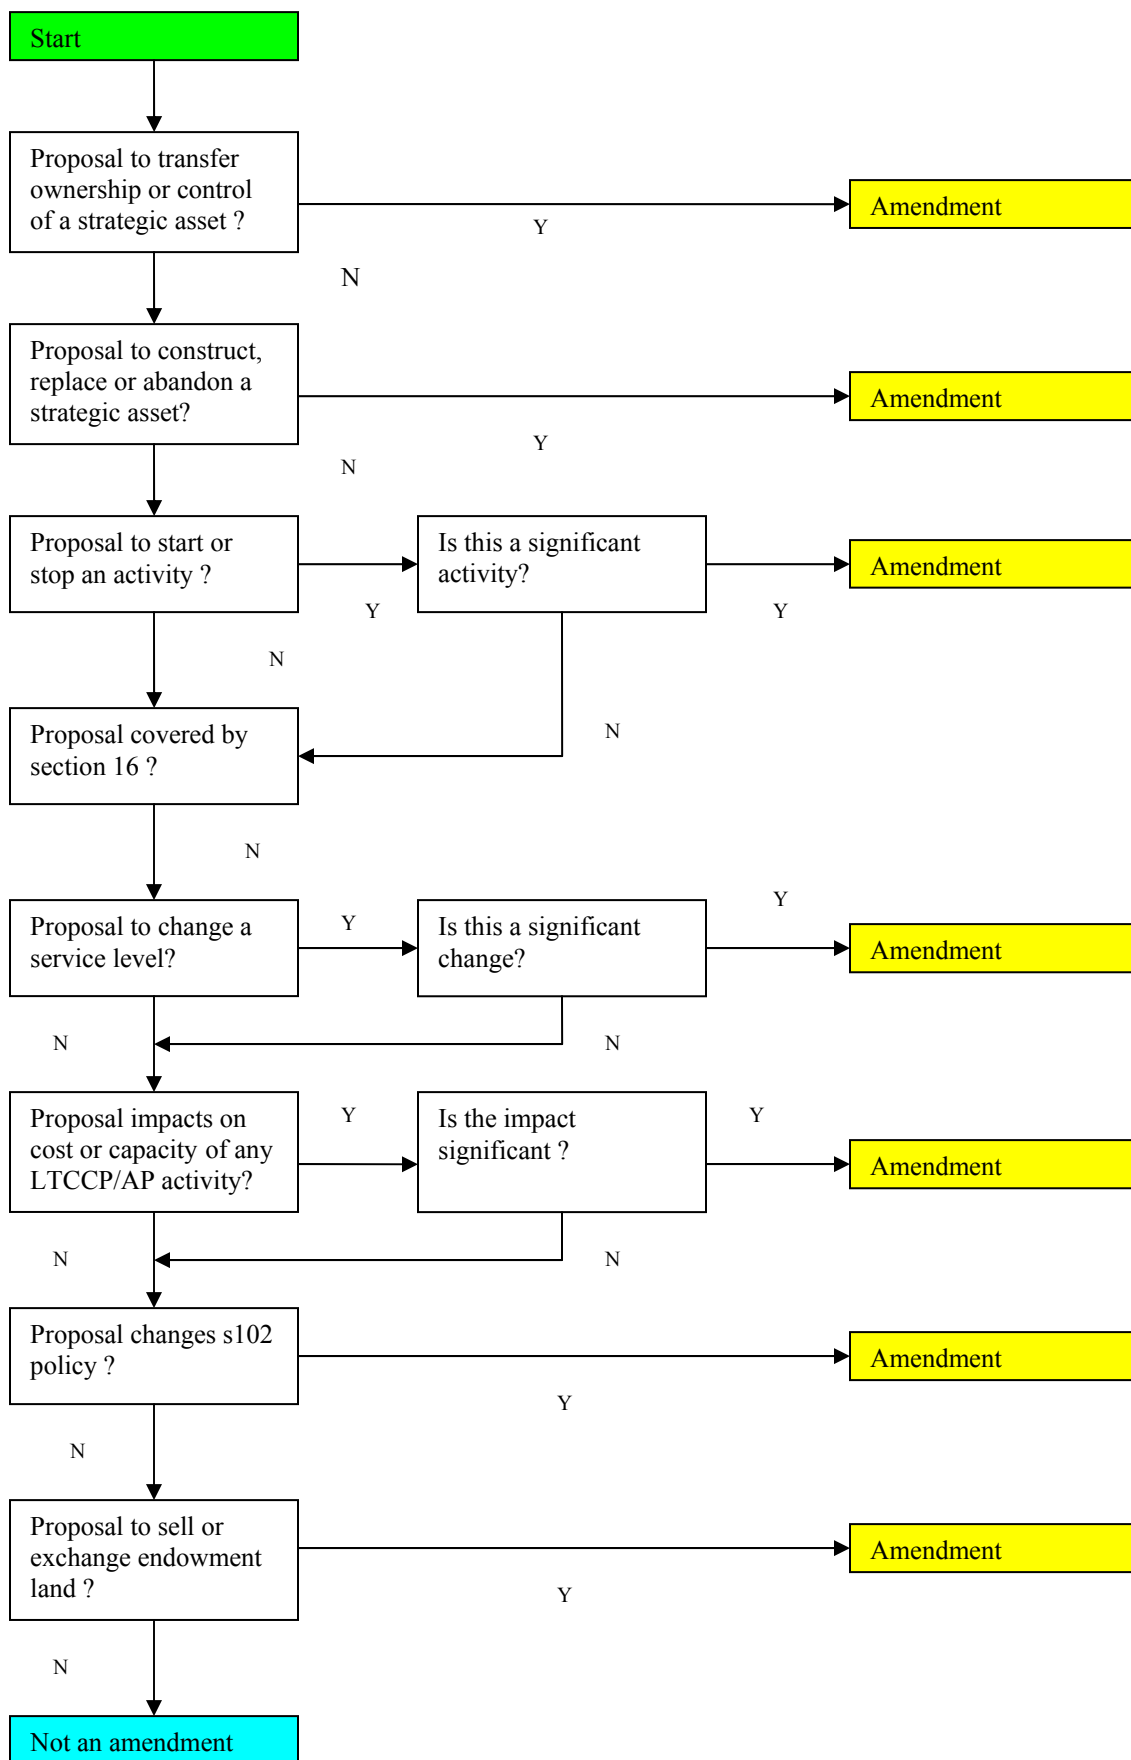 Start
Proposal to transfer
ownership or control
of a strategic asset ?
Amendment
Y
N
Proposal to construct,
replace or abandon a
strategic asset?
Amendment
Y
N
Proposal to start or
stop an activity ?
Is this a significant
activity?
Amendment
Y
Y
N
Proposal covered by
section 16 ?
N
N
Proposal to change a
service level?
Y
Is this a significant
change?
Y
Amendment
N
N
Proposal impacts on
cost or capacity of any
LTCCP/AP activity?
Y
Is the impact
significant ?
Y
Amendment
N
N
Proposal changes s102
policy ?
Amendment
Y
N
Proposal to sell or
exchange endowment
land ?
Amendment
Y
N
Not an amendment